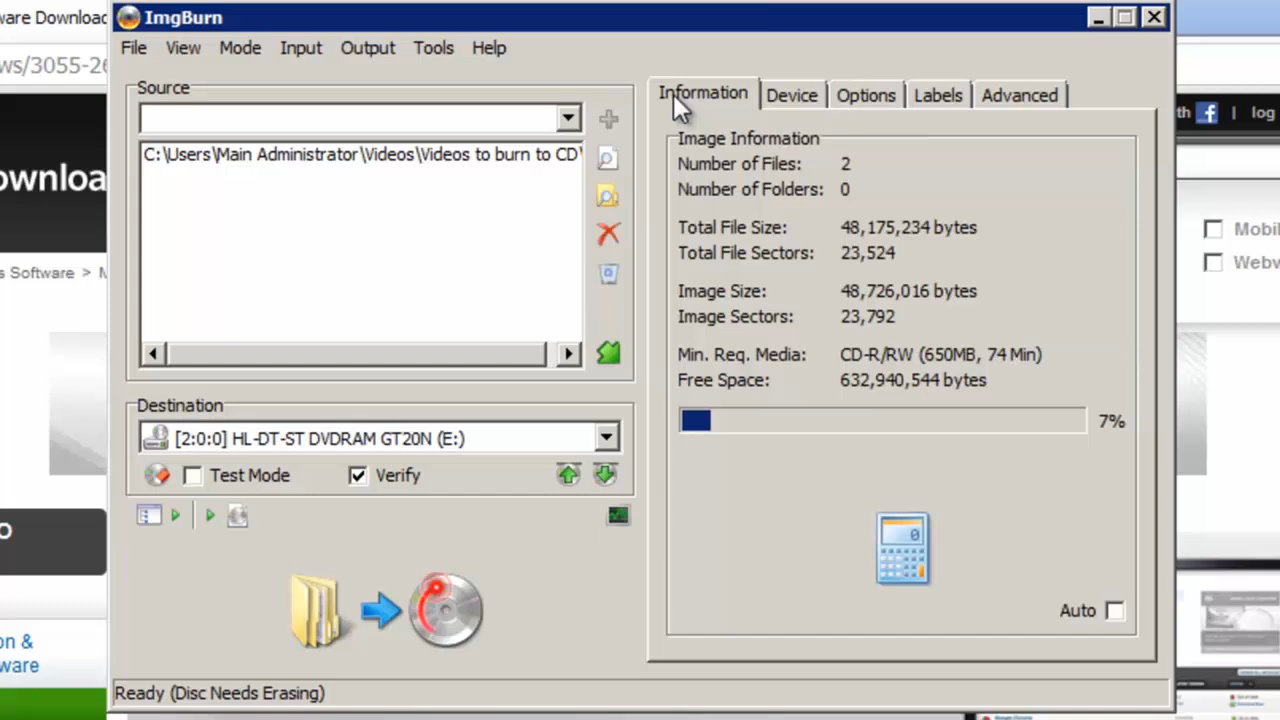 ware Download
ImgBurn
File View Mode Input Output Tools Help
ws/3055-26
Source
C:\Users\Main Administrator\Videos\Videos to burn to CD\
Information Device Options Labels Advanced
Image Information
Number of Files: 2
Number of Folders: 0
Total File Size: 48,175,234 bytes
Total File Sectors: 23,524
Image Size: 48,726,016 bytes
Image Sectors: 23,792
Min. Req. Media: CD-R/RW (650MB, 74 Min)
Free Space: 632,940,544 bytes
7%
0
Auto
Destination
[2:0:0] HL-DT-ST DVDRAM GT20N (E:)
Test Mode Verify
Ready (Disc Needs Erasing)
ownloa
s Software > M
O
on &
ware
th f | log
Mobil
Webw